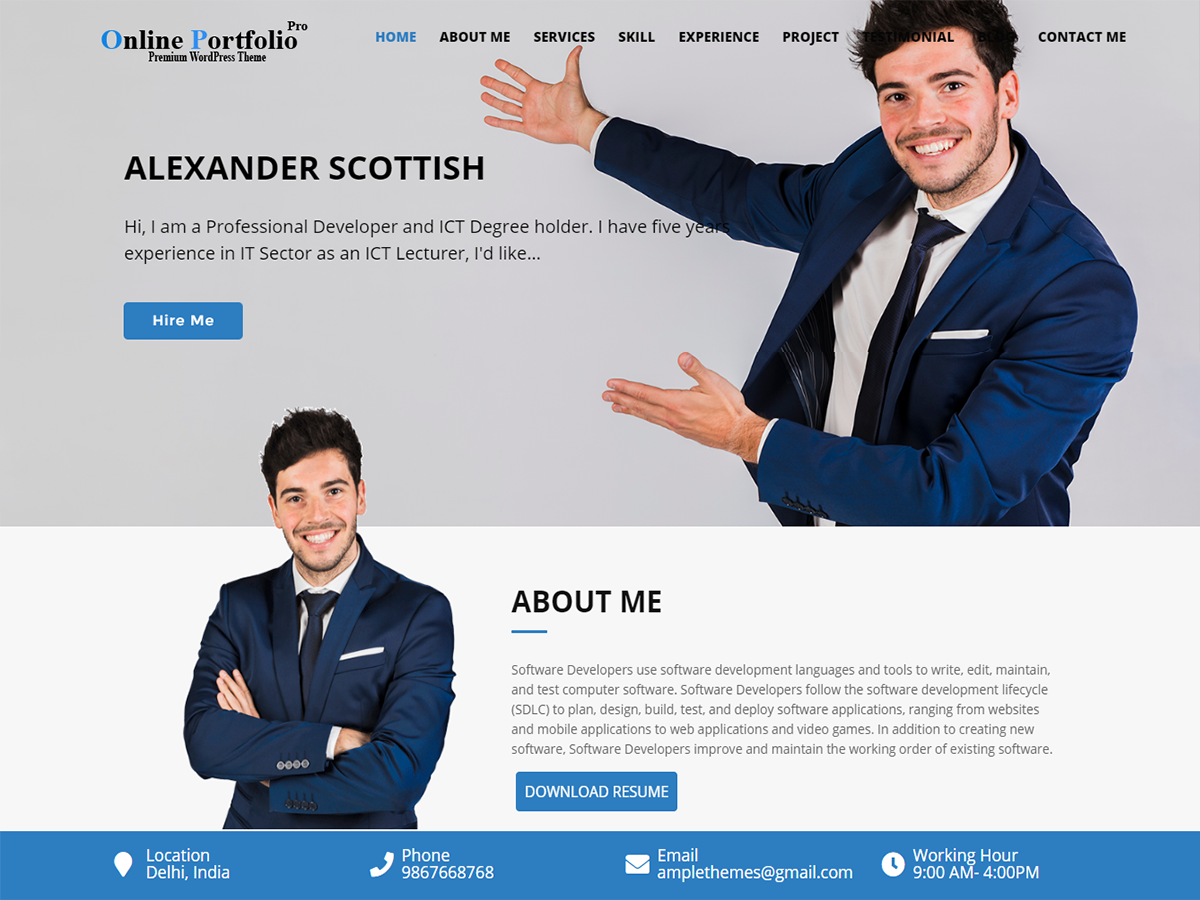 Online Portfolio Pro
Premium WordPress Theme
HOME ABOUT ME SERVICES SKILL EXPERIENCE PROJECT TESTIMONIAL BLOG CONTACT ME
ALEXANDER SCOTTISH
Hi, I am a Professional Developer and ICT Degree holder. I have five years
experience in IT Sector as an ICT Lecturer, I'd like...
Hire Me
ABOUT ME
Software Developers use software development languages and tools to write, edit, maintain,
and test computer software. Software Developers follow the software development lifecycle
(SDLC) to plan, design, build, test, and deploy software applications, ranging from websites
and mobile applications to web applications and video games. In addition to creating new
software, Software Developers improve and maintain the working order of existing software.
DOWNLOAD RESUME
Location
Delhi, India
Phone
9867668768
Email
amplethemes@gmail.com
Working Hour
9:00 AM- 4:00PM